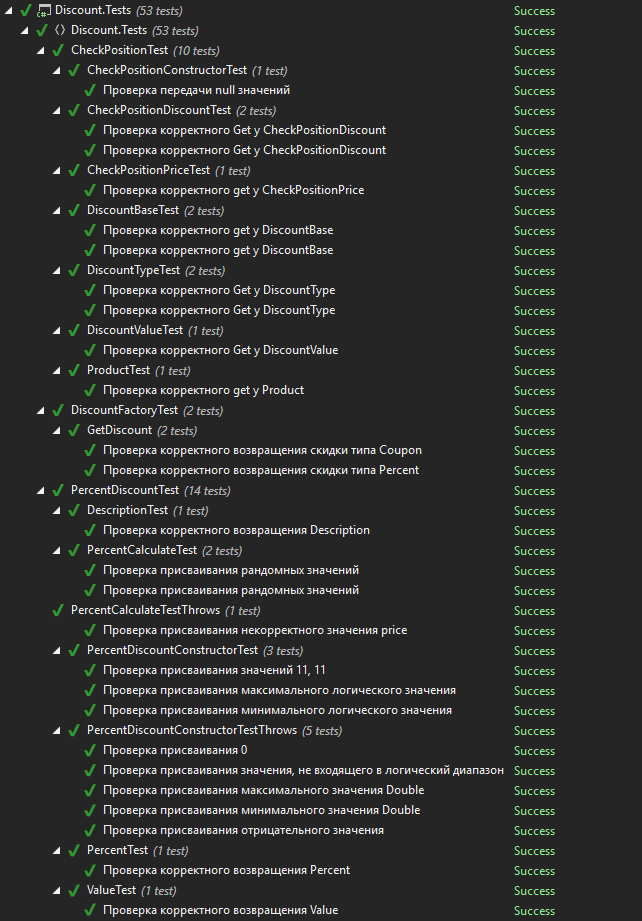 Discount.Tests (53 tests) Success
Discount.Tests (53 tests) Success
CheckPositionTest (10 tests) Success
CheckPositionConstructorTest (1 test) Success
Проверка передачи null значений Success
CheckPositionDiscountTest (2 tests) Success
Проверка корректного Get у CheckPositionDiscount Success
Проверка корректного Get у CheckPositionDiscount Success
CheckPositionPriceTest (1 test) Success
Проверка корректного get у CheckPositionPrice Success
DiscountBaseTest (2 tests) Success
Проверка корректного get у DiscountBase Success
Проверка корректного get у DiscountBase Success
DiscountTypeTest (2 tests) Success
Проверка корректного Get у DiscountType Success
Проверка корректного Get у DiscountType Success
DiscountValueTest (1 test) Success
Проверка корректного Get у DiscountValue Success
ProductTest (1 test) Success
Проверка корректного get у Product Success
DiscountFactoryTest (2 tests) Success
GetDiscount (2 tests) Success
Проверка корректного возвращения скидки типа Coupon Success
Проверка корректного возвращения скидки типа Percent Success
PercentDiscountTest (14 tests) Success
DescriptionTest (1 test) Success
Проверка корректного возвращения Description Success
PercentCalculateTest (2 tests) Success
Проверка присваивания рандомных значений Success
Проверка присваивания рандомных значений Success
PercentCalculateTestThrows (1 test) Success
Проверка присваивания некорректного значения price Success
PercentDiscountConstructorTest (3 tests) Success
Проверка присваивания значений 11, 11 Success
Проверка присваивания максимального логического значения Success
Проверка присваивания минимального логического значения Success
PercentDiscountConstructorTestThrows (5 tests) Success
Проверка присваивания 0 Success
Проверка присваивания значения, не входящего в логический диапазон Success
Проверка присваивания максимального значения Double Success
Проверка присваивания минимального значения Double Success
Проверка присваивания отрицательного значения Success
PercentTest (1 test) Success
Проверка корректного возвращения Percent Success
ValueTest (1 test) Success
Проверка корректного возвращения Value Success